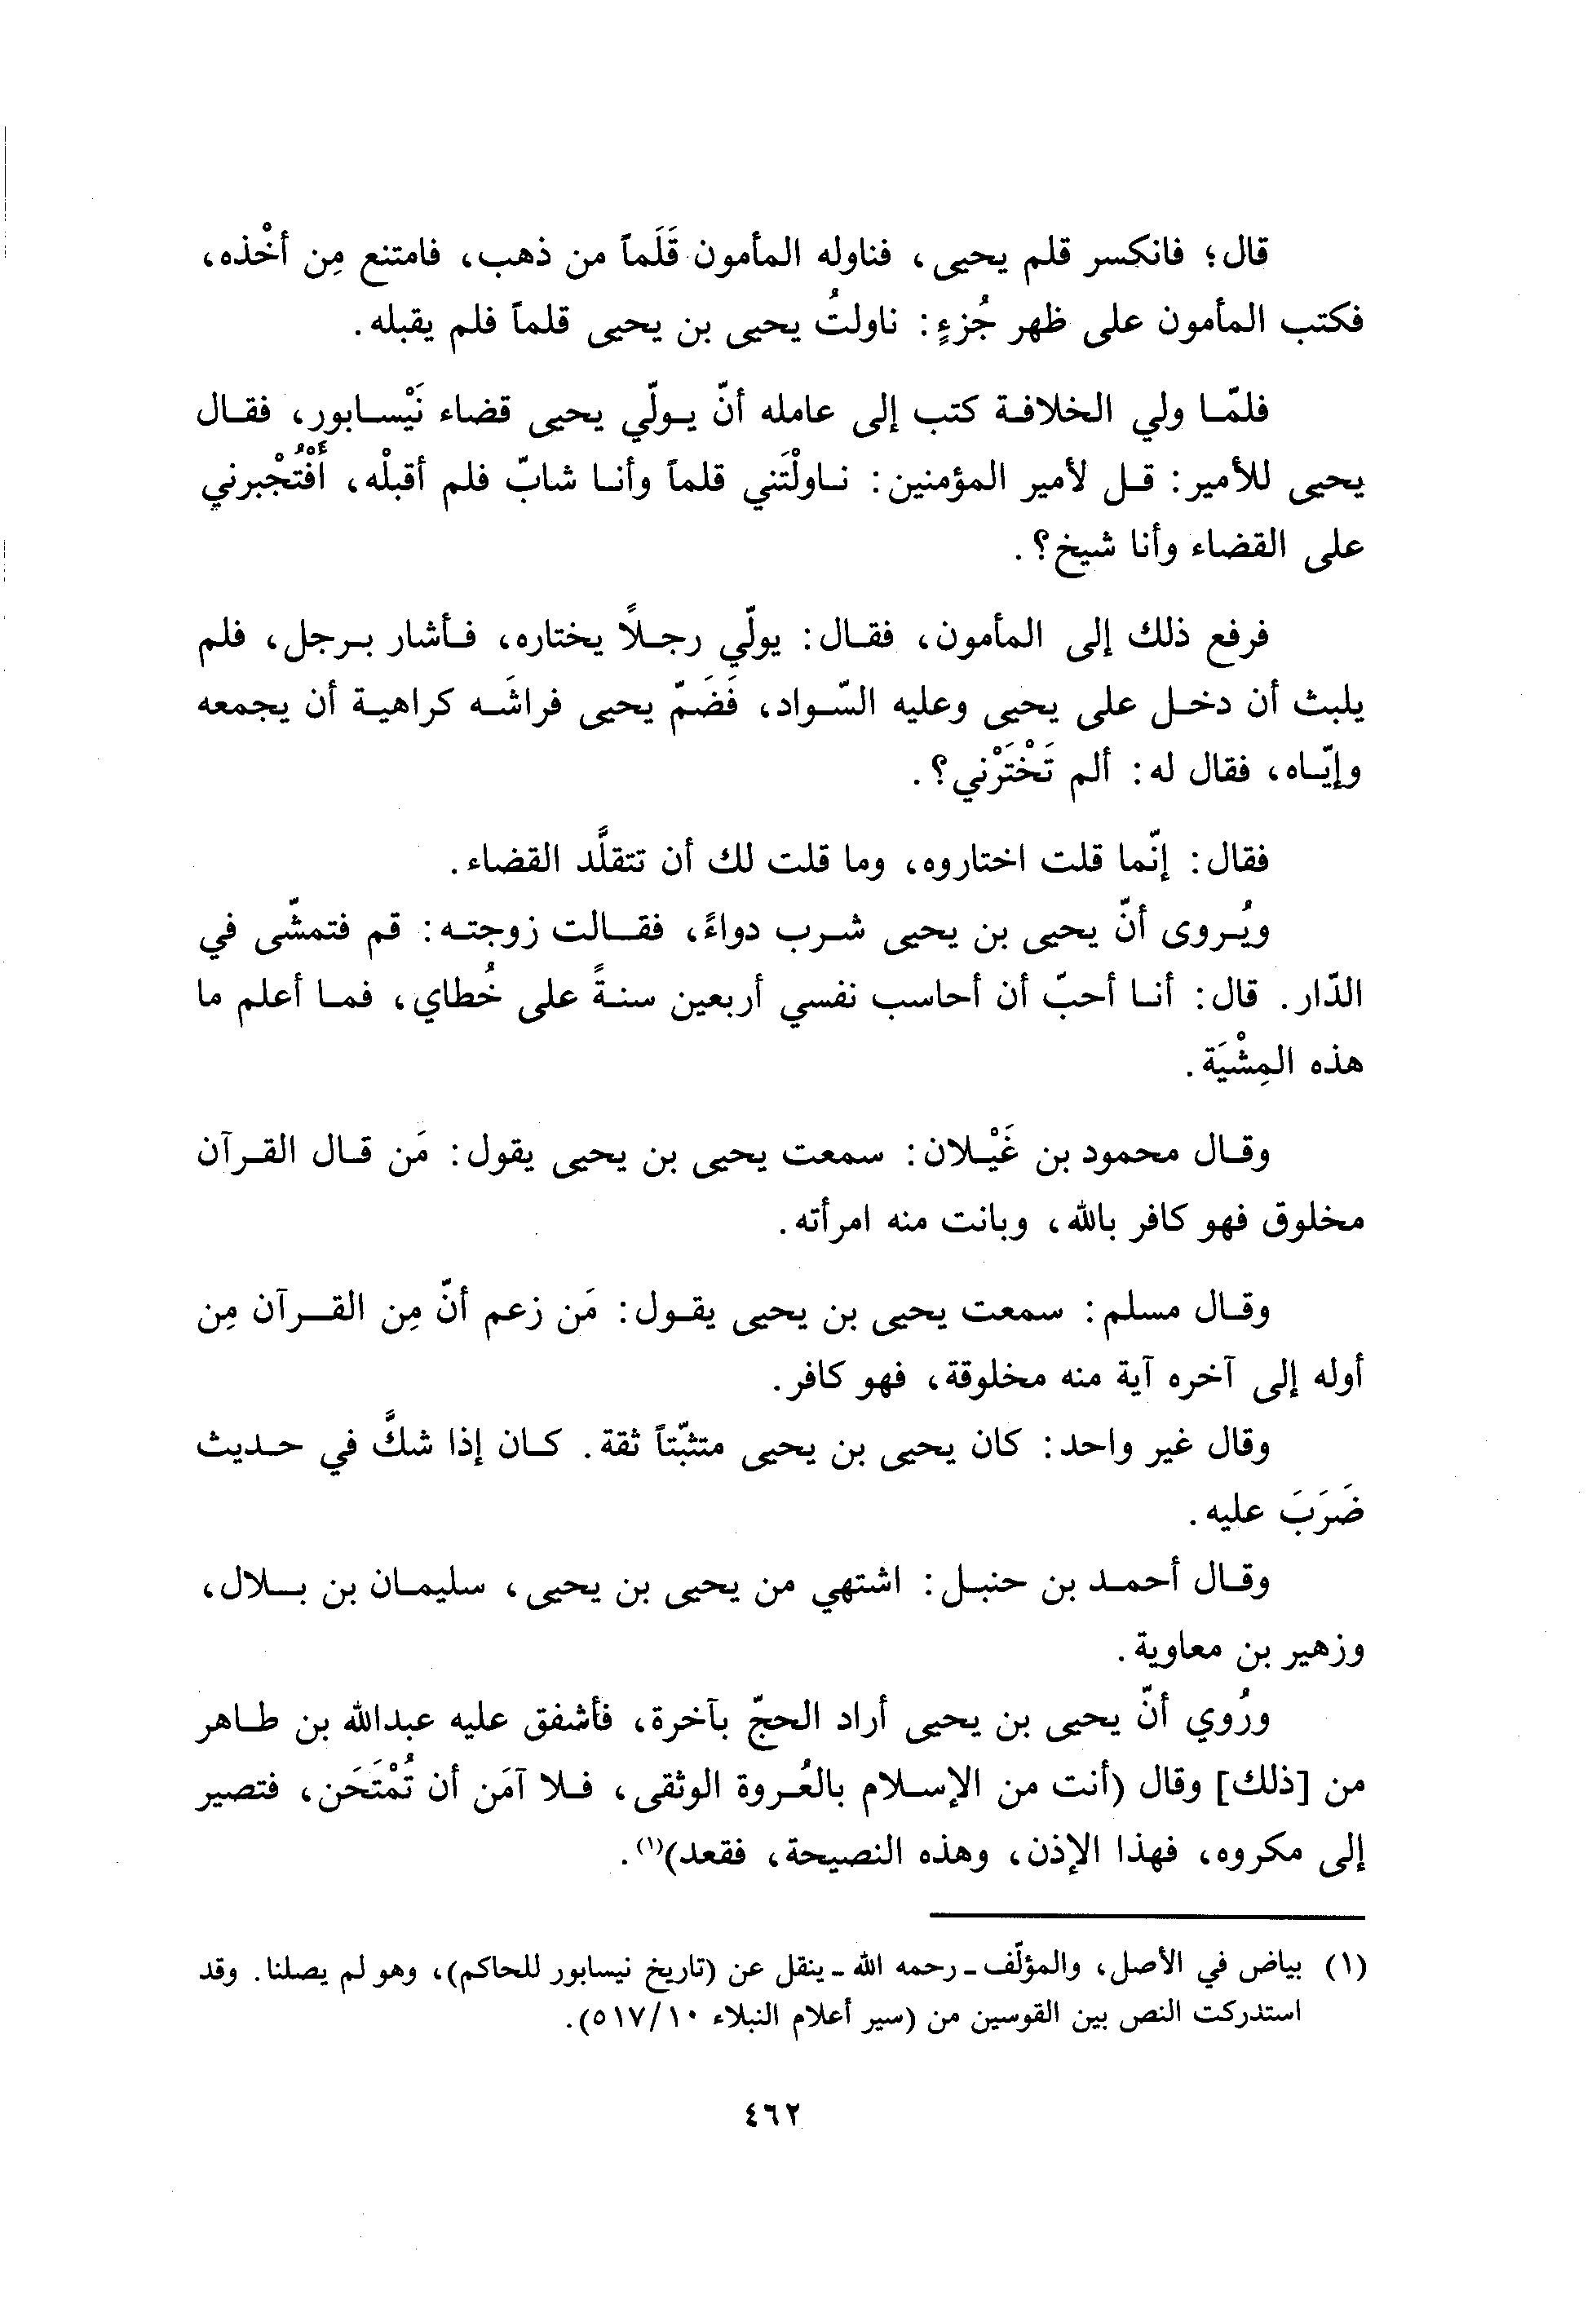 قال؛ فانكسر قلم يحيى، فناوله المأمون قَلَماً من ذهب، فامتنع مِن أخْذه،
فكتب المأمون على ظهر جُزءٍ: ناولتُ يحيى بن يحيى قلماً فلم يقبله.
فلمّا ولي الخلافة كتب إلى عامله أنّ يولّي يحيى قضاء نَيْسابور، فقال
يحيى للأمير: قل لأمير المؤمنين: ناولْتَني قلماً وأنا شابّ فلم أقبلْه، أَفْتُجْبرني
على القضاء وأنا شيخ؟.
فرفع ذلك إلى المأمون، فقال: يولّي رجلاً يختاره، فأشار برجل، فلم
يلبث أن دخل على يحيى وعليه السّواد، فَضَمّ يحيى فراشَه كراهية أن يجمعه
وإيّاه، فقال له: ألم تَخْتَرْني؟.
فقال: إنّما قلت اختاروه، وما قلت لك أن تتقلَّد القضاء.
ويُروى أنّ يحيى بن يحيى شرب دواءً، فقالت زوجته: قم فتمشّى في
الدّار. قال: أنا أحبّ أن أحاسب نفسي أربعين سنةً على خُطاي، فما أعلم ما
هذه المِشْيَة.
وقال محمود بن غَيْلان: سمعت يحيى بن يحيى يقول: مَن قال القرآن
مخلوق فهو كافر بالله، وبانت منه امرأته.
وقال مسلم: سمعت يحيى بن يحيى يقول: مَن زعم أنّ مِن القرآن مِن
أوله إلى آخره آية منه مخلوقة، فهو كافر.
وقال غير واحد: كان يحيى بن يحيى متثبّتاً ثقة. كان إذا شكَّ في حديث
ضَرَبَ عليه.
وقال أحمد بن حنبل: اشتهي من يحيى بن يحيى، سليمان بن بلال،
وزهير بن معاوية.
ورُوي أنّ يحيى بن يحيى أراد الحجّ بآخرة، فأشفق عليه عبدالله بن طاهر
من [ذلك] وقال (أنت من الإسلام بالعُروة الوثقى، فلا آمَن أن تُمْتَحَن، فتصير
إلى مكروه، فهذا الإذن، وهذه النصيحة، فقعد)(١).
(١) بياض في الأصل، والمؤلّف - رحمه الله - ينقل عن (تاريخ نيسابور للحاكم)، وهو لم يصلنا. وقد
استدركت النص بين القوسين من (سير أعلام النبلاء ١٠/٥١٧).
٤٦٢